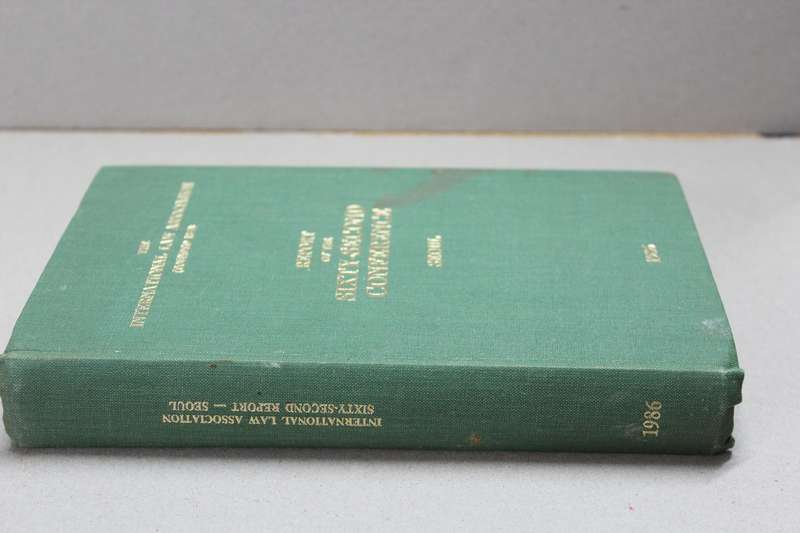 THE
INTERNATIONAL LAW ASSOCIATION
REPORT
OF THE
SIXTY-SECOND
CONFERENCE
SEOUL
1986
INTERNATIONAL LAW ASSOCIATION
SIXTY-SECOND REPORT — SEOUL
1986